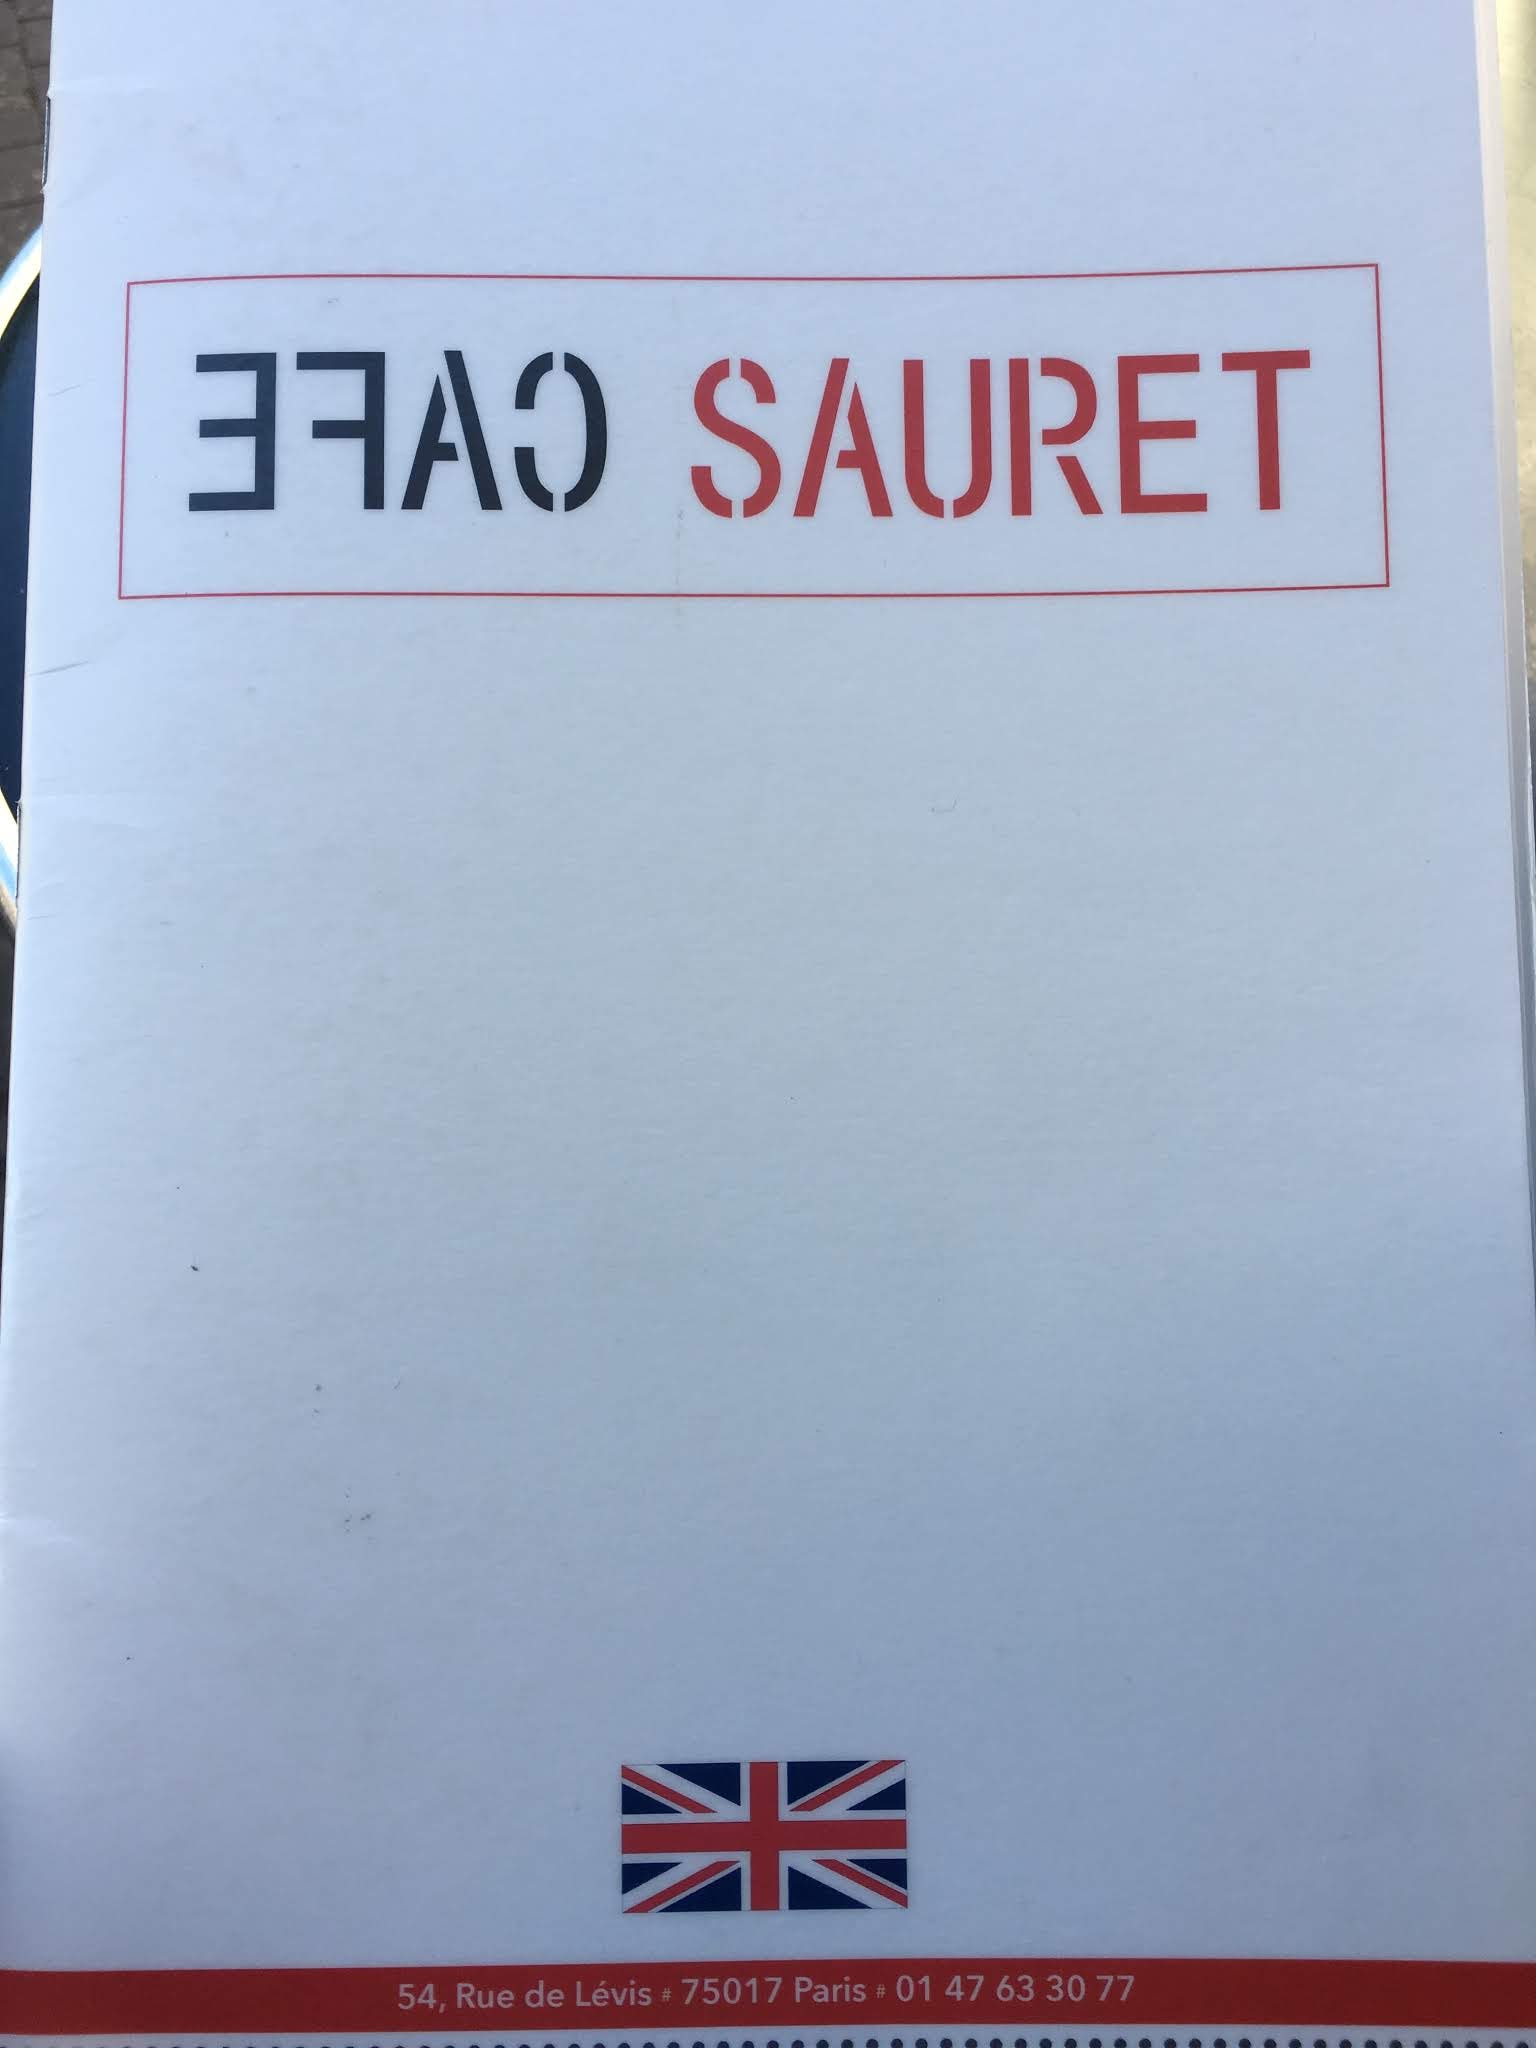 CAFE SAURET
54, Rue de Lévis # 75017 Paris # 01 47 63 30 77